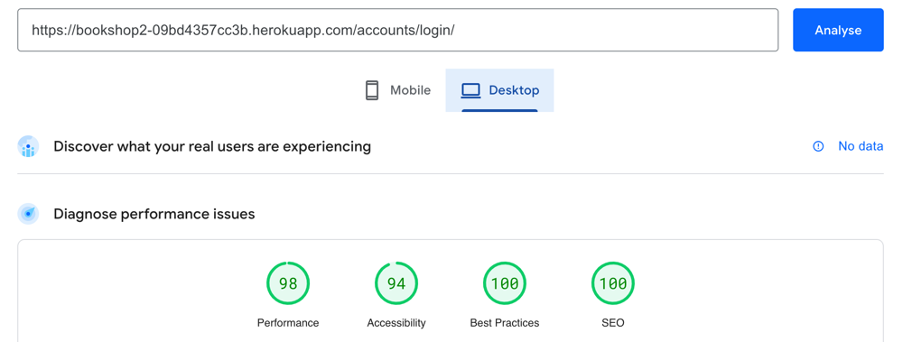 https://bookshop2-09bd4357cc3b.herokuapp.com/accounts/login/
Analyse
Mobile
Desktop
Discover what your real users are experiencing
No data
Diagnose performance issues
98 94 100 100
Performance Accessibility Best Practices SEO